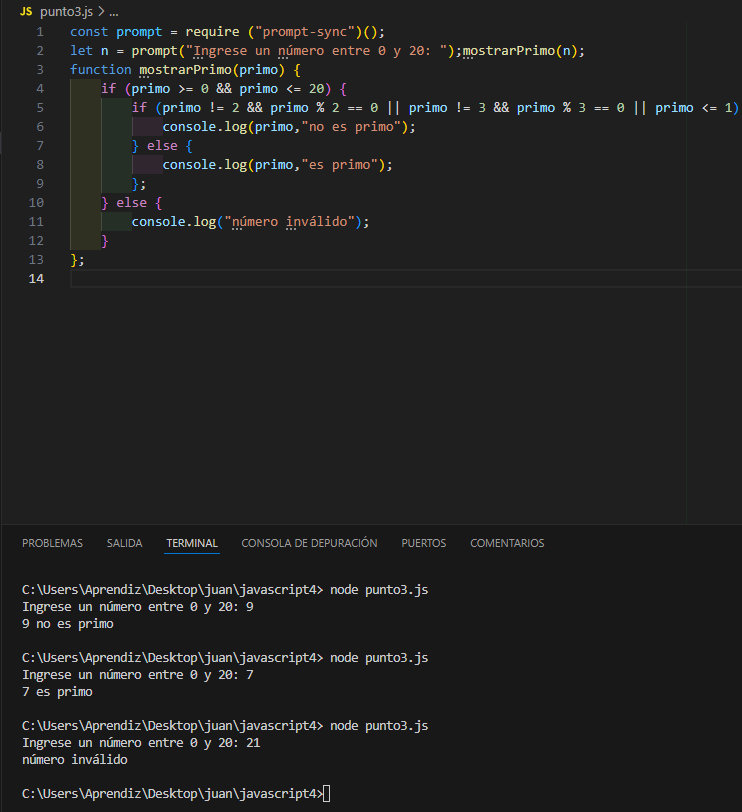 JS punto3.js > ...
1 const prompt = require ("prompt-sync")();
2 let n = prompt("Ingrese un número entre 0 y 20: ");mostrarPrimo(n);
3 function mostrarPrimo(primo) {
4 if (primo >= 0 && primo <= 20) {
5 if (primo != 2 && primo % 2 == 0 || primo != 3 && primo % 3 == 0 || primo <= 1)
6 console.log(primo,"no es primo");
7 } else {
8 console.log(primo,"es primo");
9 };
10 } else {
11 console.log("número inválido");
12 }
13 };
14
PROBLEMAS SALIDA TERMINAL CONSOLA DE DEPURACIÓN PUERTOS COMENTARIOS
C:\Users\Aprendiz\Desktop\juan\javascript4> node punto3.js
Ingrese un número entre 0 y 20: 9
9 no es primo
C:\Users\Aprendiz\Desktop\juan\javascript4> node punto3.js
Ingrese un número entre 0 y 20: 7
7 es primo
C:\Users\Aprendiz\Desktop\juan\javascript4> node punto3.js
Ingrese un número entre 0 y 20: 21
número inválido
C:\Users\Aprendiz\Desktop\juan\javascript4>